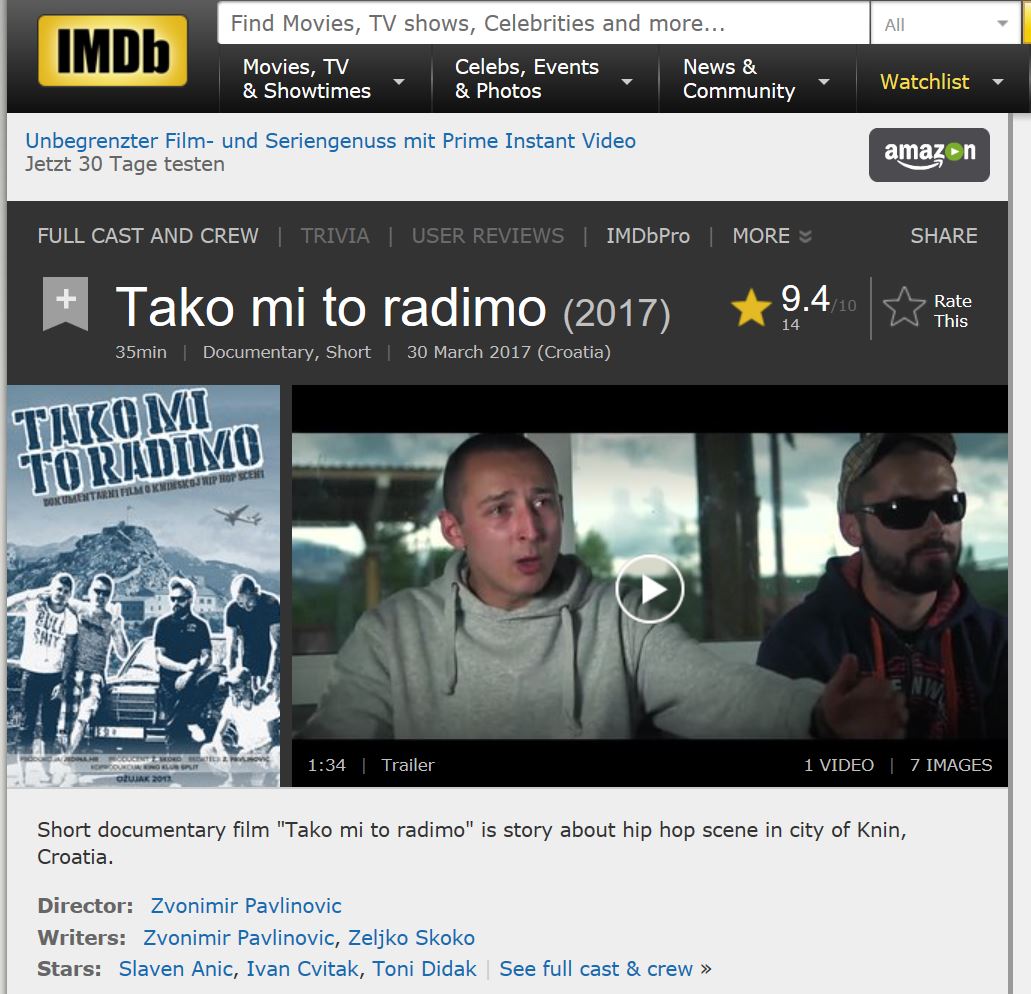 IMDb
Find Movies, TV shows, Celebrities and more...
All
Movies, TV
& Showtimes
Celebs, Events
& Photos
News &
Community
Watchlist
Unbegrenzter Film- und Seriengenuss mit Prime Instant Video
Jetzt 30 Tage testen
amazon
FULL CAST AND CREW | TRIVIA | USER REVIEWS | IMDbPro | MORE
SHARE
Tako mi to radimo (2017)
9.4/10
14
Rate
This
35min | Documentary, Short | 30 March 2017 (Croatia)
TAKO MI
TO RADIMO
DOKUMENTARNI FILM O KNINSKOJ HIP HOP SCENI
PRODUKCIJA: JEDINA.HR PRODUCENT Ž. SKOKO REDATELJ Z. PAVLINOVIĆ
KOPRODUKCIJA: KINO KLUB SPLIT
OŽUJAK 2017.
1:34 | Trailer
1 VIDEO | 7 IMAGES
Short documentary film "Tako mi to radimo" is story about hip hop scene in city of Knin,
Croatia.
Director: Zvonimir Pavlinovic
Writers: Zvonimir Pavlinovic, Zeljko Skoko
Stars: Slaven Anic, Ivan Cvitak, Toni Didak | See full cast & crew »